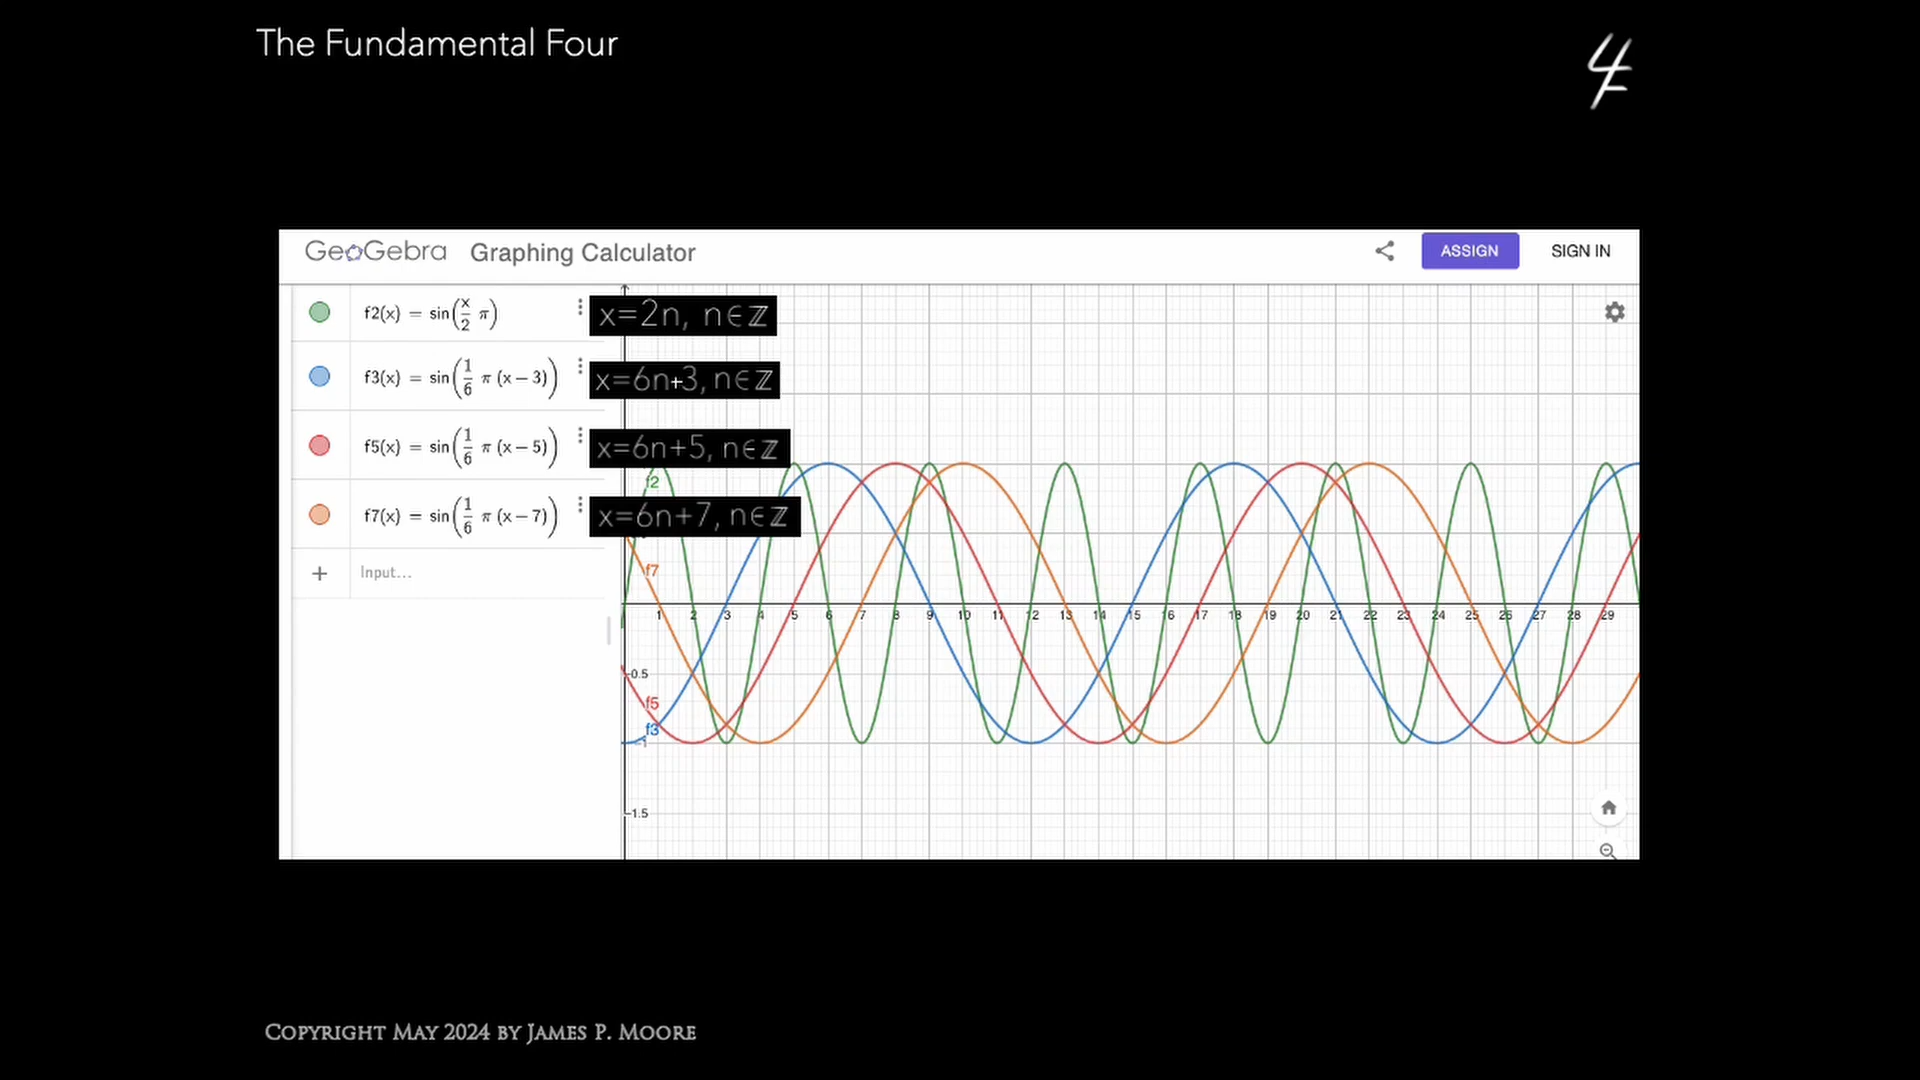 The Fundamental Four
4
GeoGebra Graphing Calculator
ASSIGN
SIGN IN
f2(x) = sin(x/2 π)
x=2n, n∈ℤ
f3(x) = sin(1/6 π (x − 3))
x=6n+3, n∈ℤ
f5(x) = sin(1/6 π (x − 5))
x=6n+5, n∈ℤ
f7(x) = sin(1/6 π (x − 7))
x=6n+7, n∈ℤ
+ Input...
f2
f7
1 2 3 4 5 6 7 8 9 10 11 12 13 14 15 16 17 18 19 20 21 22 23 24 25 26 27 28 29
−0.5
f5
f3
−1
−1.5
Copyright May 2024 by James P. Moore